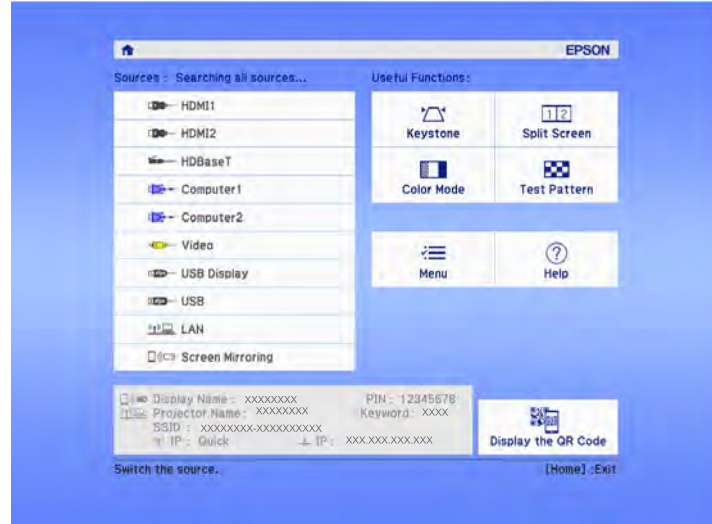 EPSON
Sources : Searching all sources...
Useful Functions:
HDMI1
HDMI2
HDBaseT
Computer1
Computer2
Video
USB Display
USB
LAN
Screen Mirroring
Keystone
1 2
Split Screen
Color Mode
Test Pattern
Menu
?
Help
Display Name : XXXXXXXX
PIN : 12345678
Projector Name : XXXXXXXX
Keyword : XXXX
SSID : XXXXXXXX-XXXXXXXXXX
IP : Quick
IP : XXX.XXX.XXX.XXX
Display the QR Code
Switch the source.
[Home] :Exit